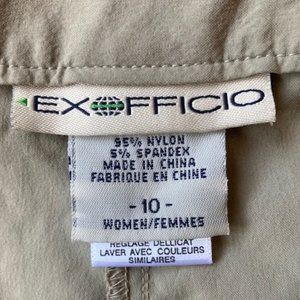 EXOFFICIO
95% NYLON
5% SPANDEX
MADE IN CHINA
FABRIQUE EN CHINE
-10-
WOMEN/FEMMES
REGLAGE DELLICAT
LAVER AVEC COULEURS
SIMILAIRES